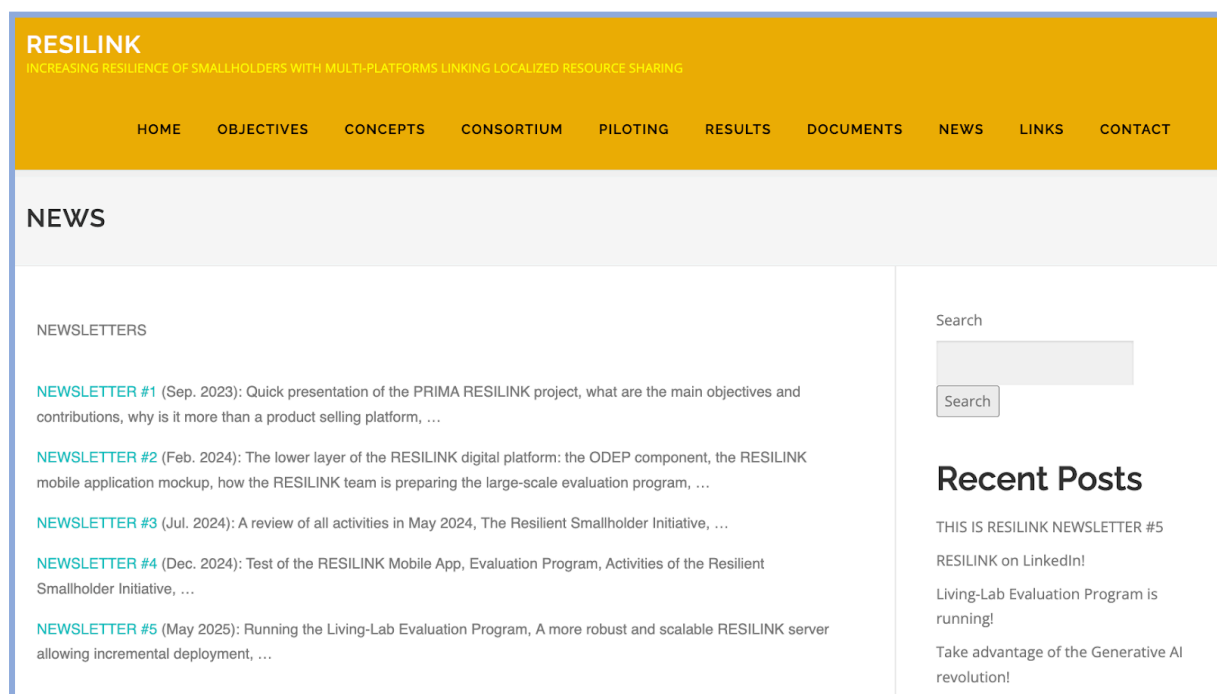 RESILINK
INCREASING RESILIENCE OF SMALLHOLDERS WITH MULTI-PLATFORMS LINKING LOCALIZED RESOURCE SHARING
HOME OBJECTIVES CONCEPTS CONSORTIUM PILOTING RESULTS DOCUMENTS NEWS LINKS CONTACT
NEWS
NEWSLETTERS
NEWSLETTER #1 (Sep. 2023): Quick presentation of the PRIMA RESILINK project, what are the main objectives and
contributions, why is it more than a product selling platform, …
NEWSLETTER #2 (Feb. 2024): The lower layer of the RESILINK digital platform: the ODEP component, the RESILINK
mobile application mockup, how the RESILINK team is preparing the large-scale evaluation program, …
NEWSLETTER #3 (Jul. 2024): A review of all activities in May 2024, The Resilient Smallholder Initiative, …
NEWSLETTER #4 (Dec. 2024): Test of the RESILINK Mobile App, Evaluation Program, Activities of the Resilient
Smallholder Initiative, …
NEWSLETTER #5 (May 2025): Running the Living-Lab Evaluation Program, A more robust and scalable RESILINK server
allowing incremental deployment, …
Search
Search
Recent Posts
THIS IS RESILINK NEWSLETTER #5
RESILINK on LinkedIn!
Living-Lab Evaluation Program is
running!
Take advantage of the Generative AI
revolution!